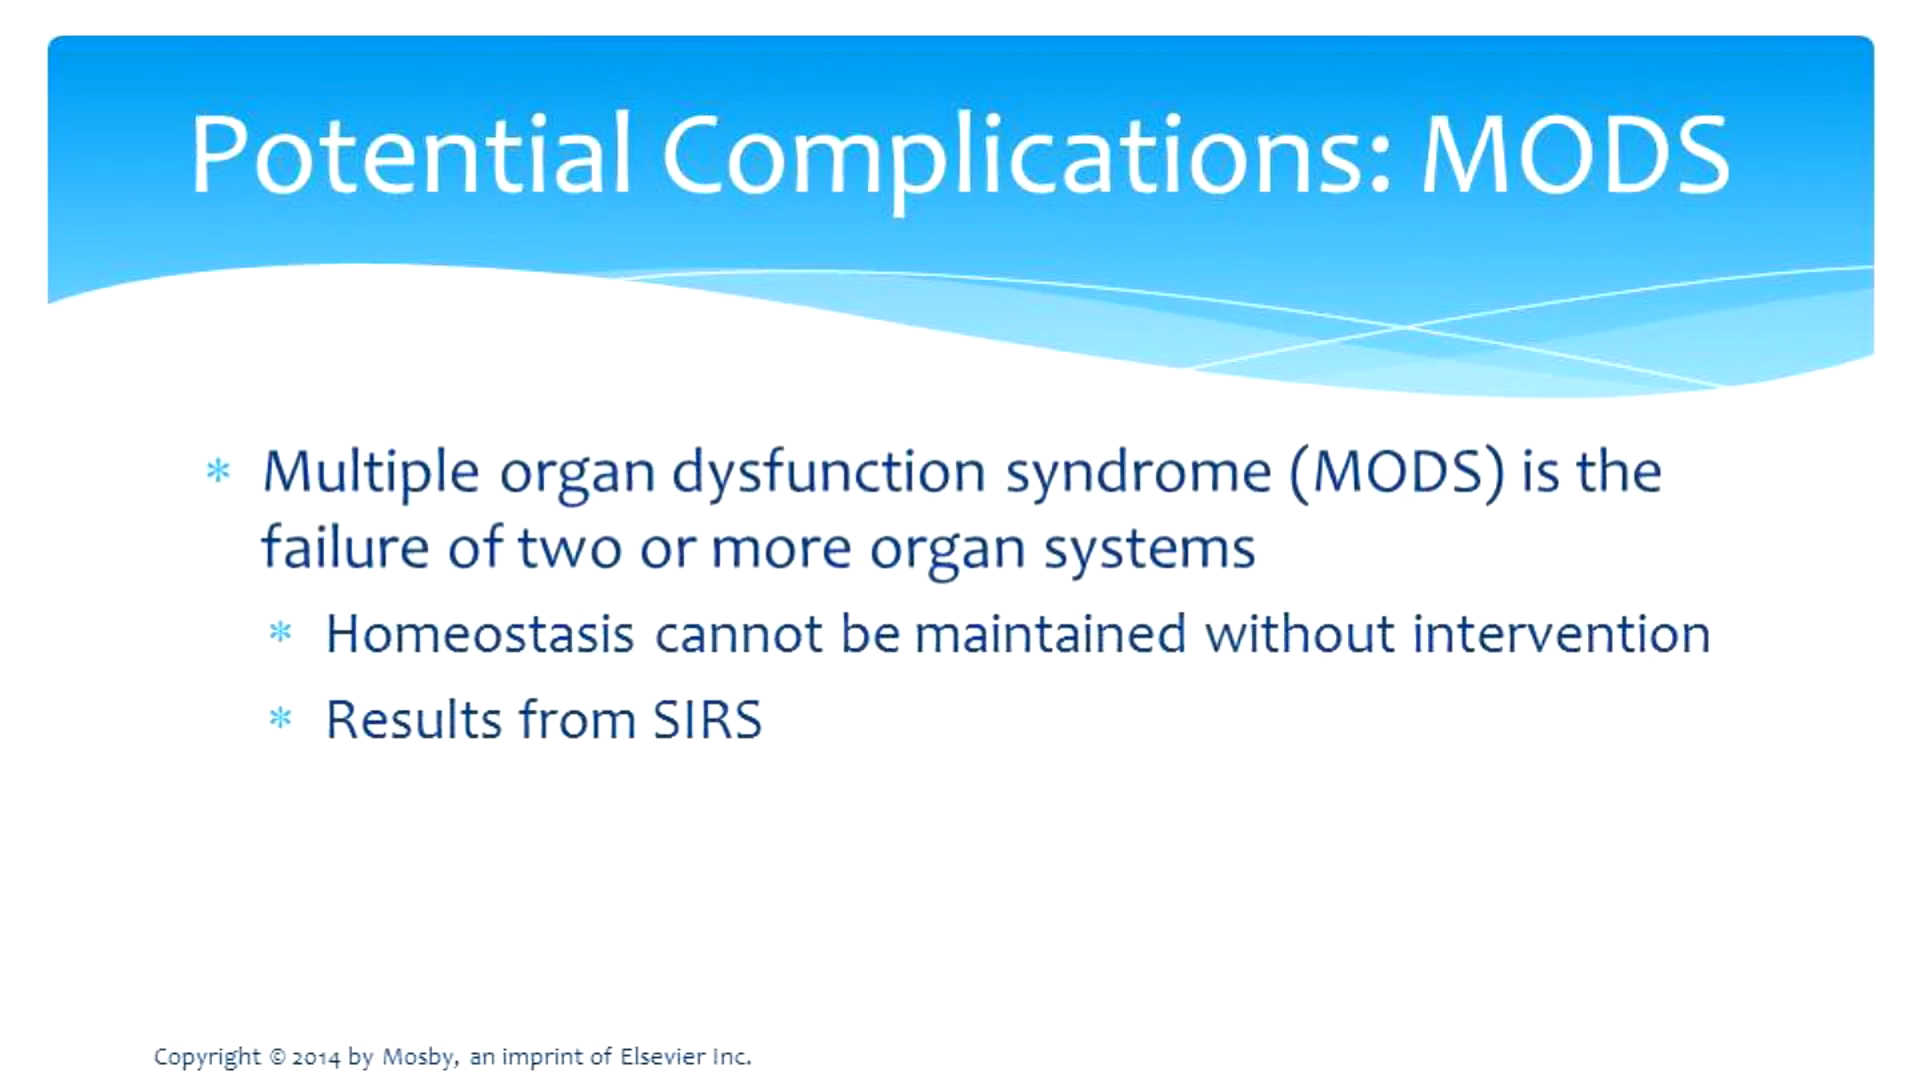 Potential Complications: MODS
* Multiple organ dysfunction syndrome (MODS) is the
failure of two or more organ systems
* Homeostasis cannot be maintained without intervention
* Results from SIRS
Copyright © 2014 by Mosby, an imprint of Elsevier Inc.